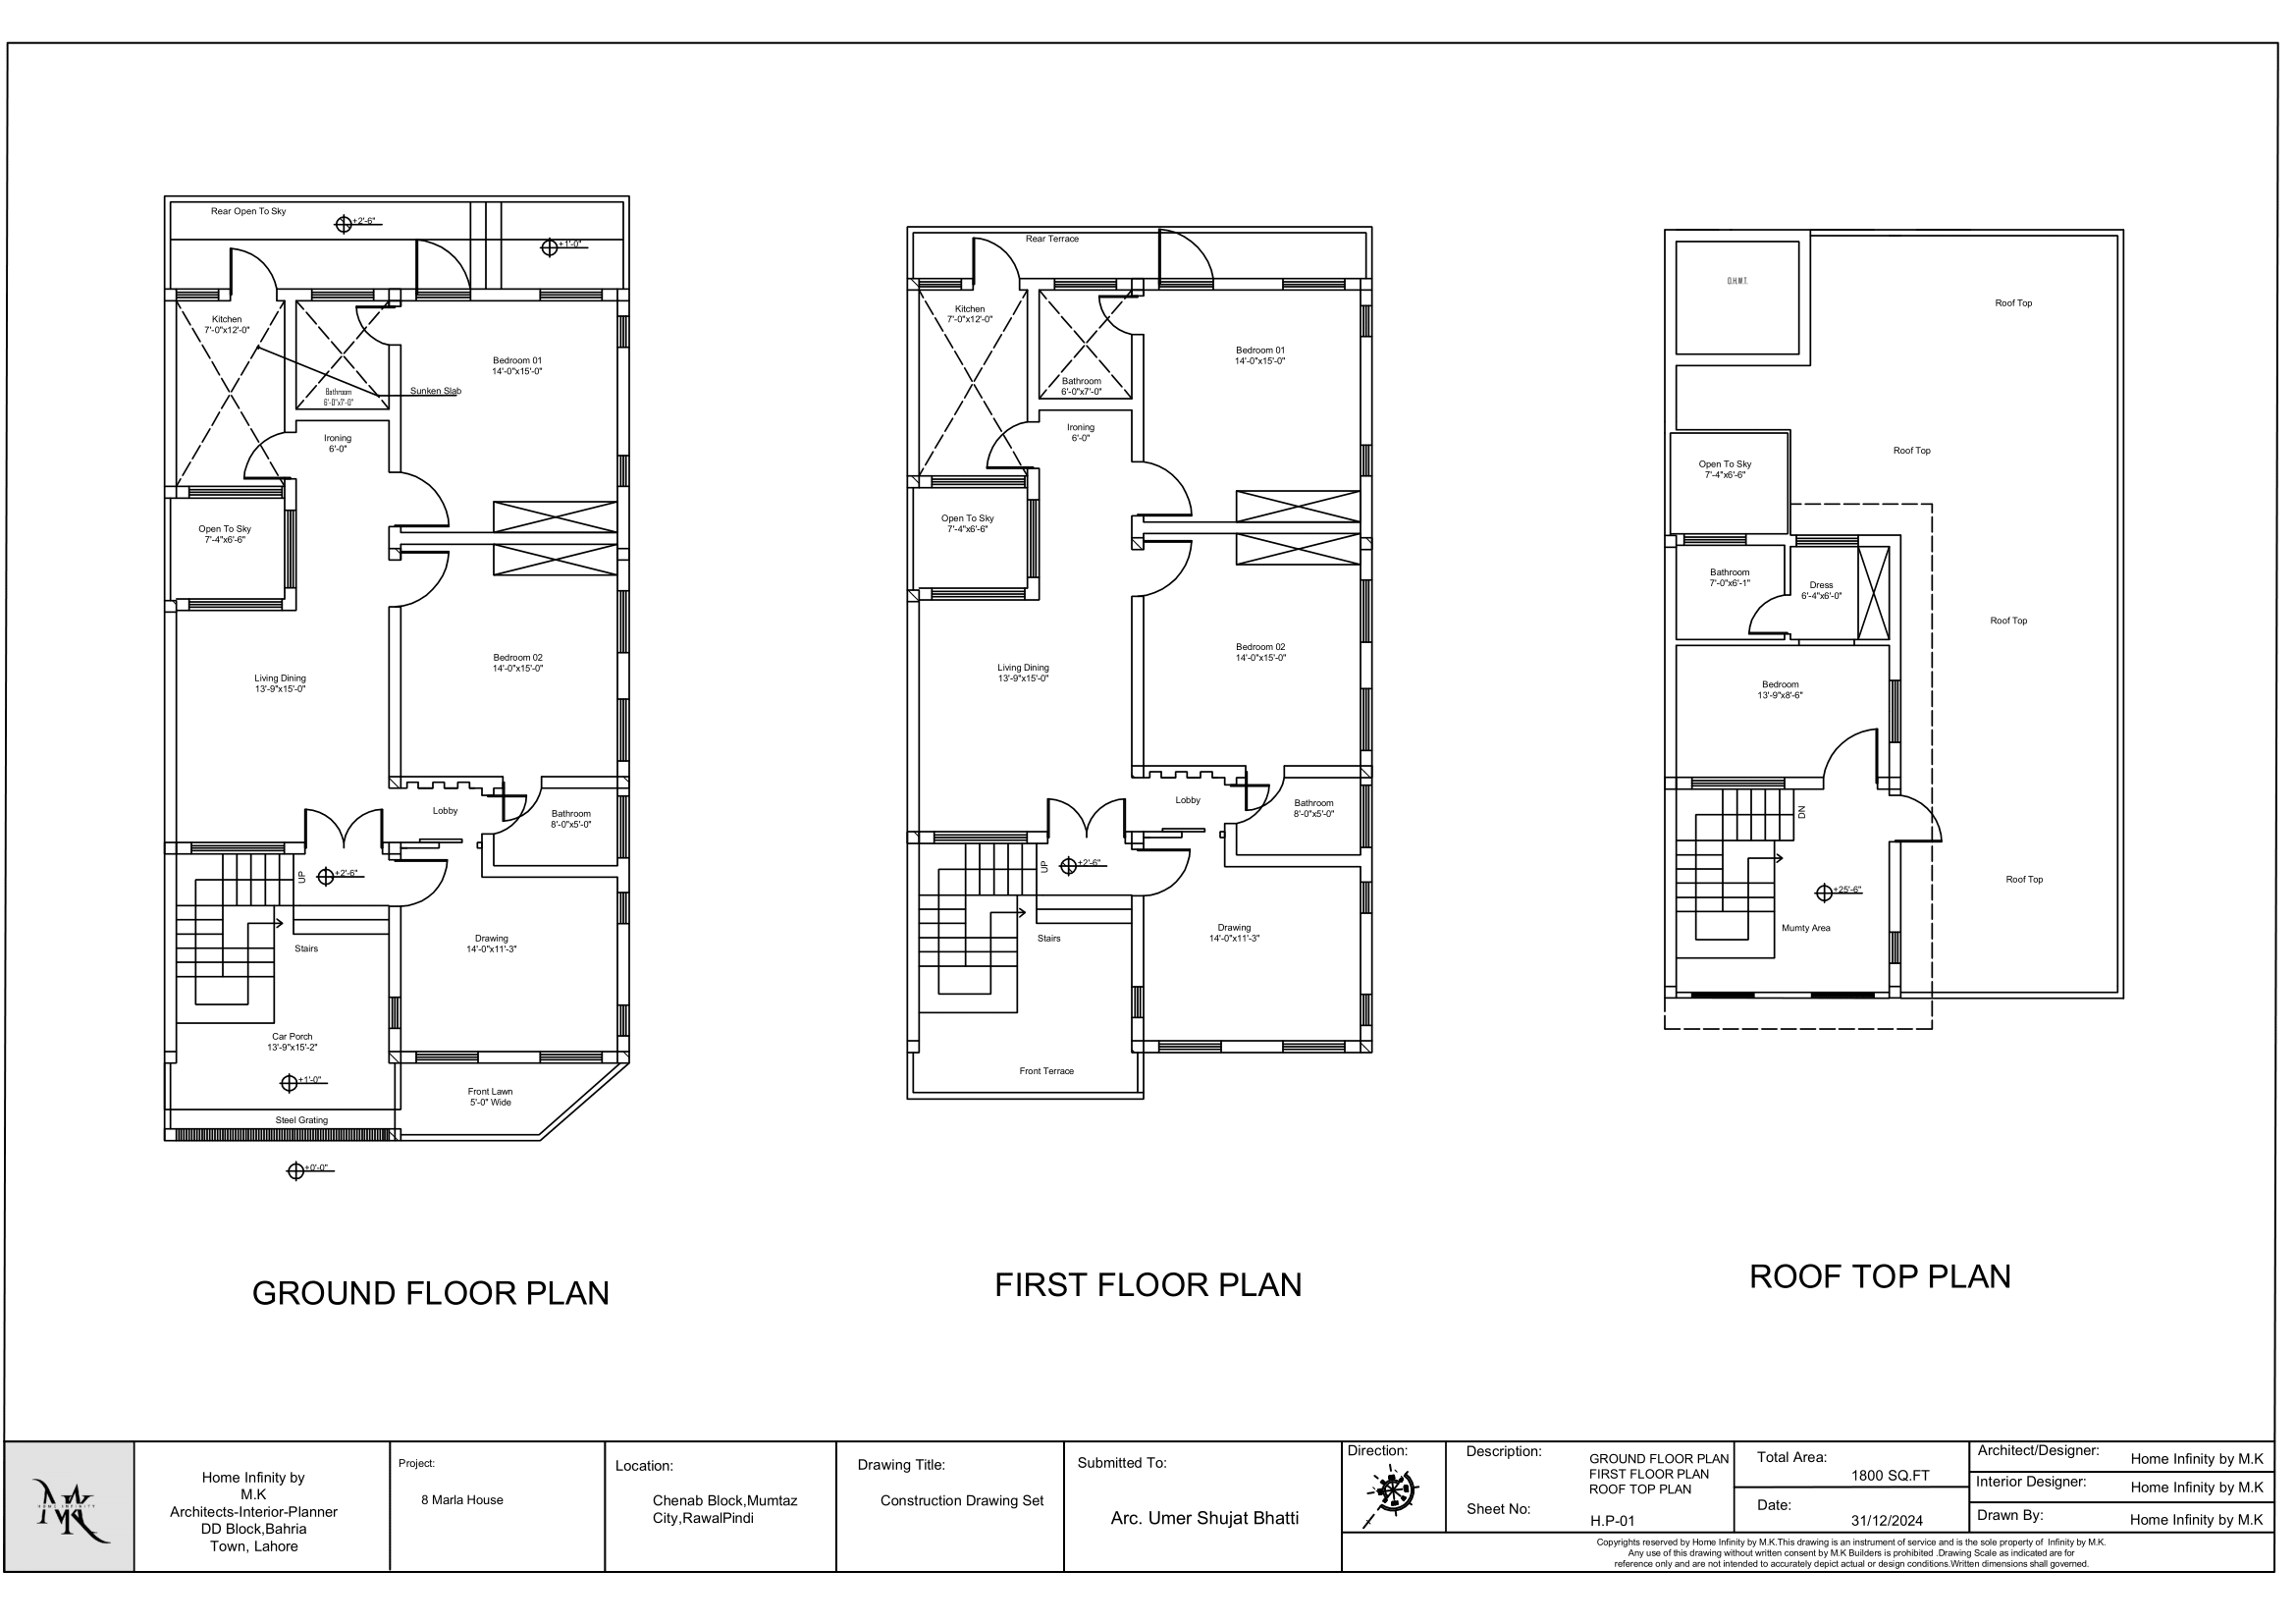 Rear Open To Sky
+2'-6"
+1'-0"
Kitchen
7'-0"x12'-0"
Bedroom 01
14'-0"x15'-0"
Bathroom
6'-0"x7'-0"
Sunken Slab
Ironing
6'-0"
Open To Sky
7'-4"x6'-6"
Bedroom 02
14'-0"x15'-0"
Living Dining
13'-9"x15'-0"
Lobby
Bathroom
8'-0"x5'-0"
UP
+2'-6"
Stairs
Drawing
14'-0"x11'-3"
Car Porch
13'-9"x15'-2"
+1'-0"
Front Lawn
5'-0" Wide
Steel Grating
+0'-0"
GROUND FLOOR PLAN
Rear Terrace
Kitchen
7'-0"x12'-0"
Bedroom 01
14'-0"x15'-0"
Bathroom
6'-0"x7'-0"
Ironing
6'-0"
Open To Sky
7'-4"x6'-6"
Bedroom 02
14'-0"x15'-0"
Living Dining
13'-9"x15'-0"
Lobby
Bathroom
8'-0"x5'-0"
UP
+2'-6"
Stairs
Drawing
14'-0"x11'-3"
Front Terrace
FIRST FLOOR PLAN
O.H.W.T.
Roof Top
Roof Top
Open To Sky
7'-4"x6'-6"
Bathroom
7'-0"x6'-1"
Dress
6'-4"x6'-0"
Roof Top
Bedroom
13'-9"x8'-6"
DN
+25'-6"
Roof Top
Mumty Area
ROOF TOP PLAN
MK
HOME INFINITY
Home Infinity by
M.K
Architects-Interior-Planner
DD Block,Bahria
Town, Lahore
Project:
8 Marla House
Location:
Chenab Block,Mumtaz
City,RawalPindi
Drawing Title:
Construction Drawing Set
Submitted To:
Arc. Umer Shujat Bhatti
Direction:
Description:
GROUND FLOOR PLAN
FIRST FLOOR PLAN
ROOF TOP PLAN
Sheet No:
H.P-01
Total Area:
1800 SQ.FT
Date:
31/12/2024
Architect/Designer:
Home Infinity by M.K
Interior Designer:
Home Infinity by M.K
Drawn By:
Home Infinity by M.K
Copyrights reserved by Home Infinity by M.K.This drawing is an instrument of service and is the sole property of Infinity by M.K.
Any use of this drawing without written consent by M.K Builders is prohibited .Drawing Scale as indicated are for
reference only and are not intended to accurately depict actual or design conditions.Written dimensions shall governed.